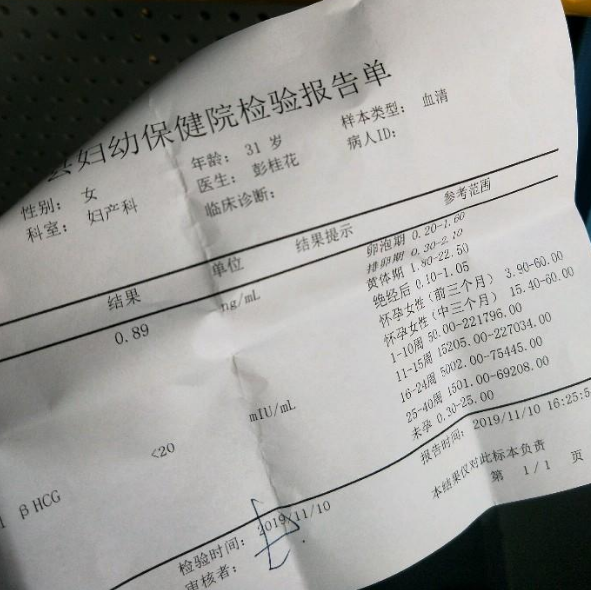 妇幼保健院检验报告单
性别: 女 年龄: 31 岁 样本类型: 血清
科室: 妇产科 医生: 彭桂花 病人ID:
临床诊断:
结果 单位 结果提示 参考范围
0.89 ng/mL 卵泡期 0.20-1.60
排卵期 0.30-2.10
黄体期 1.80-22.50
绝经后 0.10-1.05
怀孕女性(前三个月) 3.90-60.00
怀孕女性(中三个月) 15.40-60.00
βHCG <20 mIU/mL 1-10周 50.00-221796.00
11-15周 15205.00-227034.00
16-24周 5002.00-75445.00
25-40周 1501.00-69208.00
未孕 0.30-25.00
检验时间: 2019/11/10 报告时间: 2019/11/10 16:25:5
审核者: 本结果仅对此标本负责
第 1/1 页